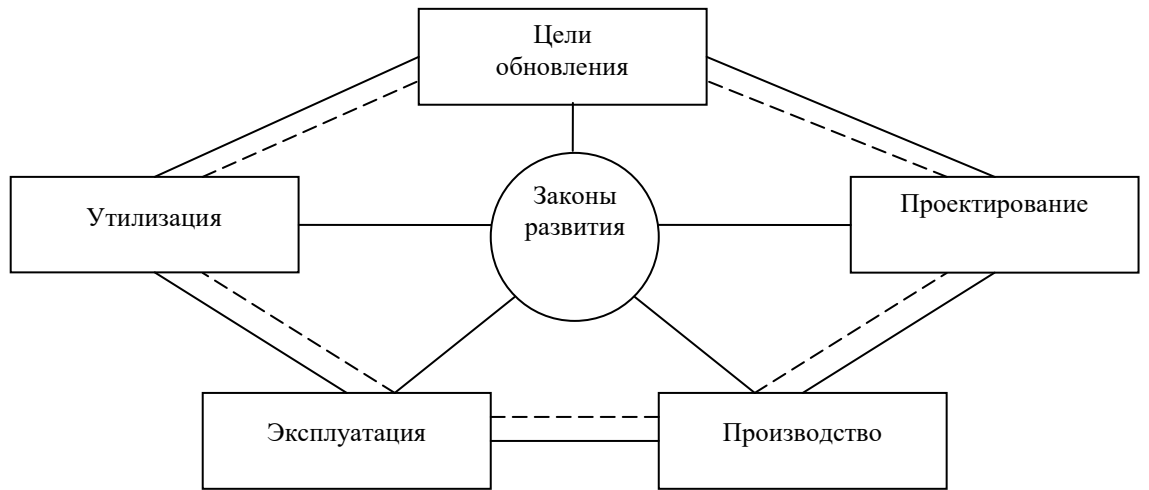 Цели
обновления
Законы
развития
Утилизация
Проектирование
Эксплуатация
Производство